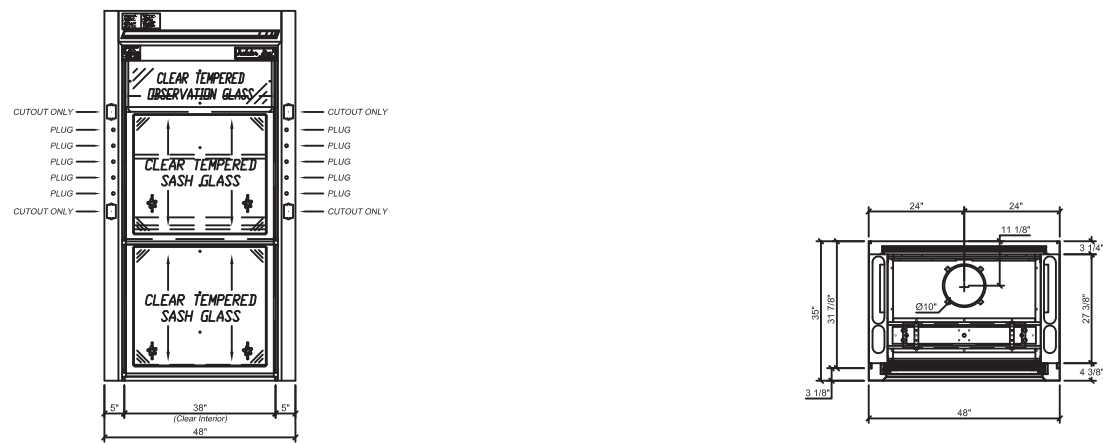 CLEAR TEMPERED
OBSERVATION GLASS
CUTOUT ONLY
PLUG
PLUG
PLUG
PLUG
PLUG
CUTOUT ONLY
CUTOUT ONLY
PLUG
PLUG
PLUG
PLUG
PLUG
CUTOUT ONLY
CLEAR TEMPERED
SASH GLASS
CLEAR TEMPERED
SASH GLASS
5"
38"
5"
(Clear Interior)
48"
24"
24"
11 1/8"
3 1/4"
Ø10"
35"
31 7/8"
27 3/8"
4 3/8"
3 1/8"
48"